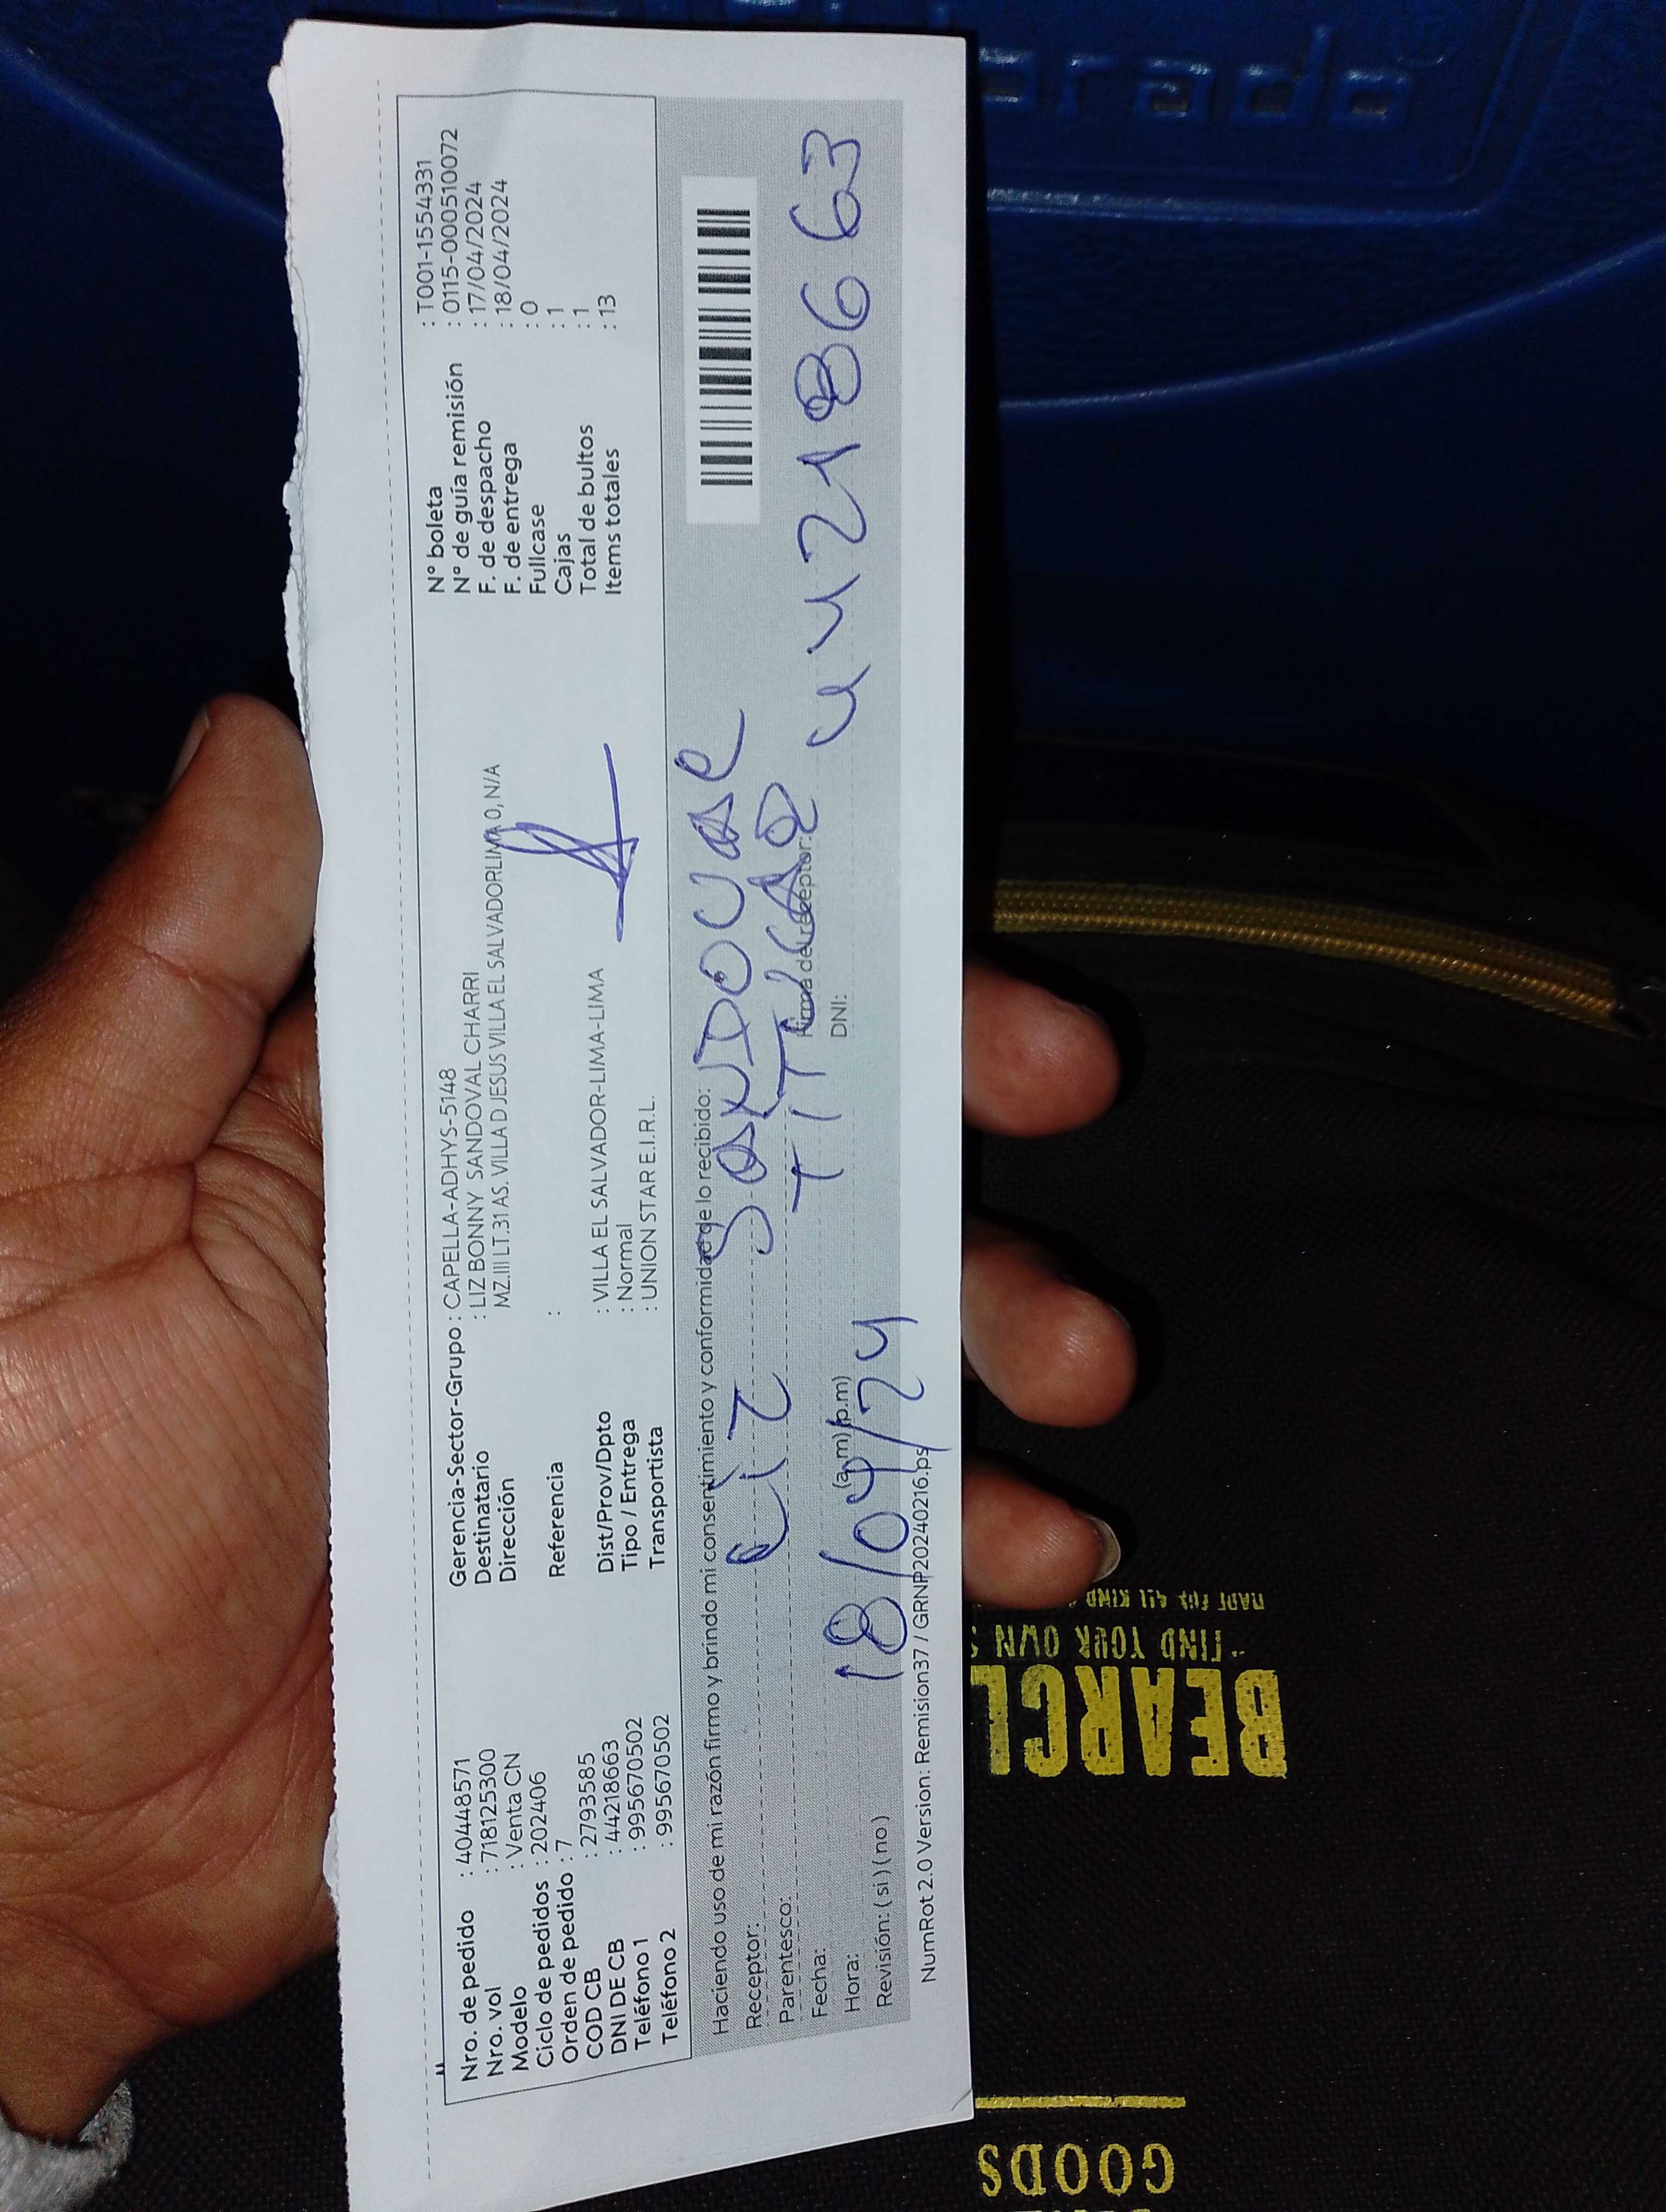 Nro. de pedido : 40448571
Nro. vol : 718125300
Modelo : Venta CN
Ciclo de pedidos : 202406
Orden de pedido : 7
COD CB : 2793585
DNI DE CB : 44218663
Teléfono 1 : 995670502
Teléfono 2 : 995670502
Gerencia-Sector-Grupo : CAPELLA-ADHYS-5148
Destinatario : LIZ BONNY SANDOVAL CHARRI
Dirección MZ.III LT.31 AS. VILLA D JESUS VILLA EL SALVADORLIMA 0, N/A
Referencia :
Dist/Prov/Dpto : VILLA EL SALVADOR-LIMA-LIMA
Tipo / Entrega : Normal
Transportista : UNION STAR E.I.R.L.
N° boleta : T001-1554331
N° de guía remisión : 0115-0000510072
F. de despacho : 17/04/2024
F. de entrega : 18/04/2024
Fullcase : 0
Cajas : 1
Total de bultos : 1
Items totales : 13
Haciendo uso de mi razón firmo y brindo mi consentimiento y conformidad de lo recibido:
Receptor:
Parentesco: TITULAR
Fecha: 18/04/24
Firma del receptor:
Hora: (a.m) (p.m)
DNI: 44218663
Revisión: ( si ) ( no )
NumRot 2.0 Version: Remision37 / GRNP20240216.ps
BEARCL
"FIND YOUR OWN
MADE FOR ALL KIND
GOODS